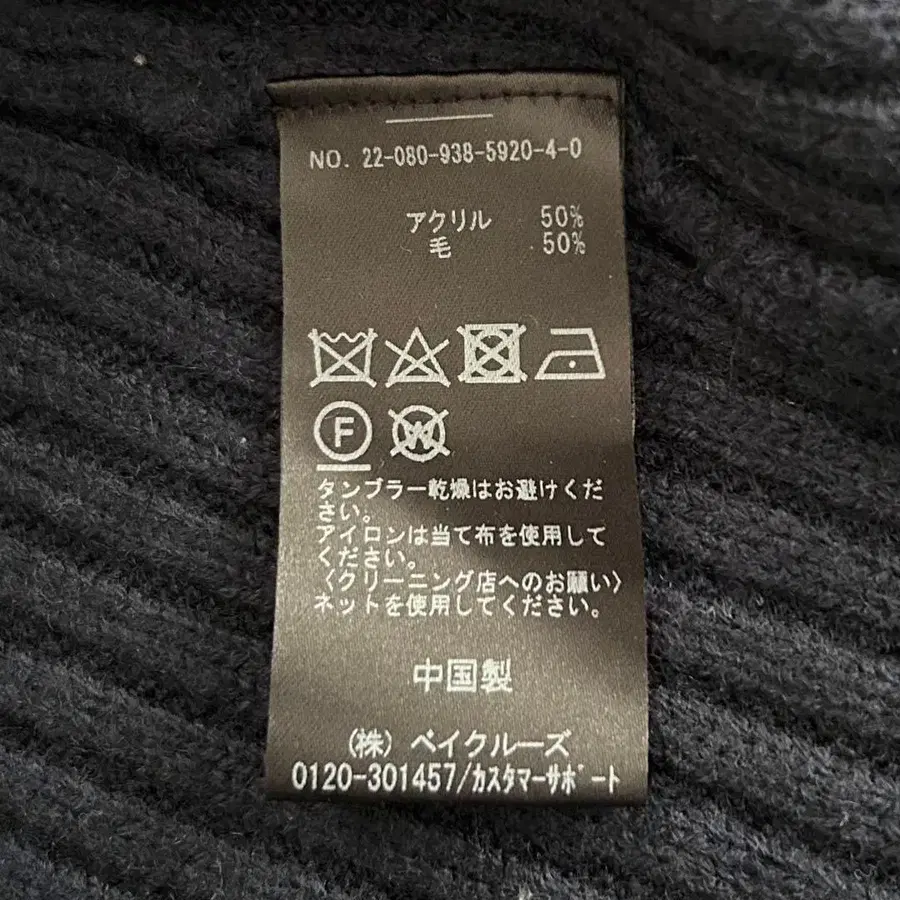 NO. 22-080-938-5920-4-0
アクリル 50%
毛 50%
F W
タンブラー乾燥はお避けくだ
さい。
アイロンは当て布を使用して
ください。
〈クリーニング店へのお願い〉
ネットを使用してください。
中国製
(株) ベイクルーズ
0120-301457/カスタマーサポート